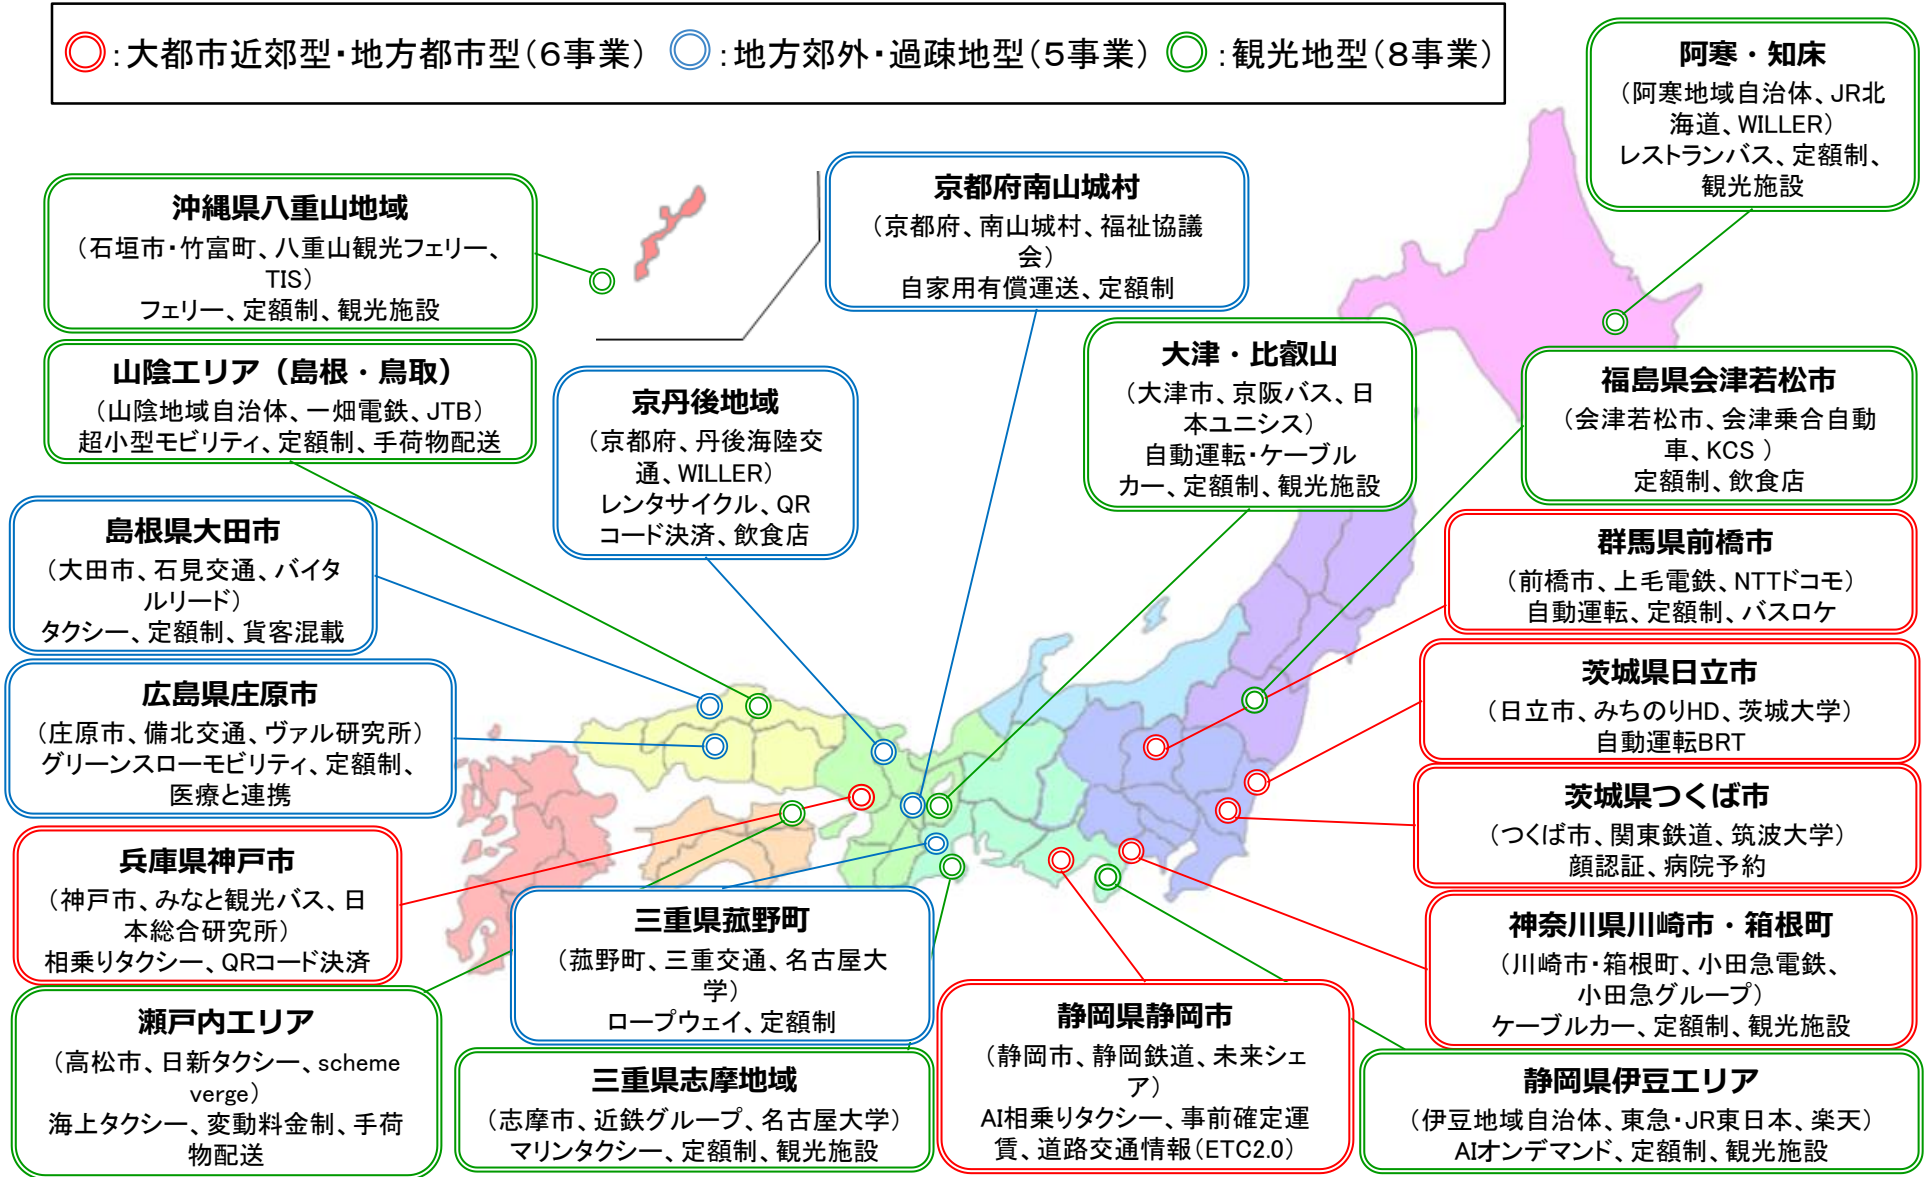 ：大都市近郊型・地方都市型（６事業） ：地方郊外・過疎地型（５事業） ：観光地型（８事業）
阿寒・知床
（阿寒地域自治体、JR北
海道、WILLER）
レストランバス、定額制、
観光施設
京都府南山城村
（京都府、南山城村、福祉協議
会）
自家用有償運送、定額制
沖縄県八重山地域
（石垣市・竹富町、八重山観光フェリー、
TIS）
フェリー、定額制、観光施設
大津・比叡山
（大津市、京阪バス、日
本ユニシス）
自動運転・ケーブル
カー、定額制、観光施設
山陰エリア（島根・鳥取）
（山陰地域自治体、一畑電鉄、JTB）
超小型モビリティ、定額制、手荷物配送
福島県会津若松市
（会津若松市、会津乗合自動
車、KCS ）
定額制、飲食店
京丹後地域
（京都府、丹後海陸交
通、WILLER）
レンタサイクル、QR
コード決済、飲食店
島根県大田市
（大田市、石見交通、バイタ
ルリード）
タクシー、定額制、貨客混載
群馬県前橋市
（前橋市、上毛電鉄、NTTドコモ）
自動運転、定額制、バスロケ
広島県庄原市
（庄原市、備北交通、ヴァル研究所）
グリーンスローモビリティ、定額制、
医療と連携
茨城県日立市
（日立市、みちのりHD、茨城大学）
自動運転BRT
茨城県つくば市
（つくば市、関東鉄道、筑波大学）
顔認証、病院予約
兵庫県神戸市
（神戸市、みなと観光バス、日
本総合研究所）
相乗りタクシー、QRコード決済
三重県菰野町
（菰野町、三重交通、名古屋大
学）
ロープウェイ、定額制
神奈川県川崎市・箱根町
（川崎市・箱根町、小田急電鉄、
小田急グループ）
ケーブルカー、定額制、観光施設
瀬戸内エリア
（高松市、日新タクシー、scheme
verge）
海上タクシー、変動料金制、手荷
物配送
三重県志摩地域
（志摩市、近鉄グループ、名古屋大学）
マリンタクシー、定額制、観光施設
静岡県静岡市
（静岡市、静岡鉄道、未来シェ
ア）
AI相乗りタクシー、事前確定運
賃、道路交通情報（ETC2.0）
静岡県伊豆エリア
（伊豆地域自治体、東急・JR東日本、楽天）
AIオンデマンド、定額制、観光施設